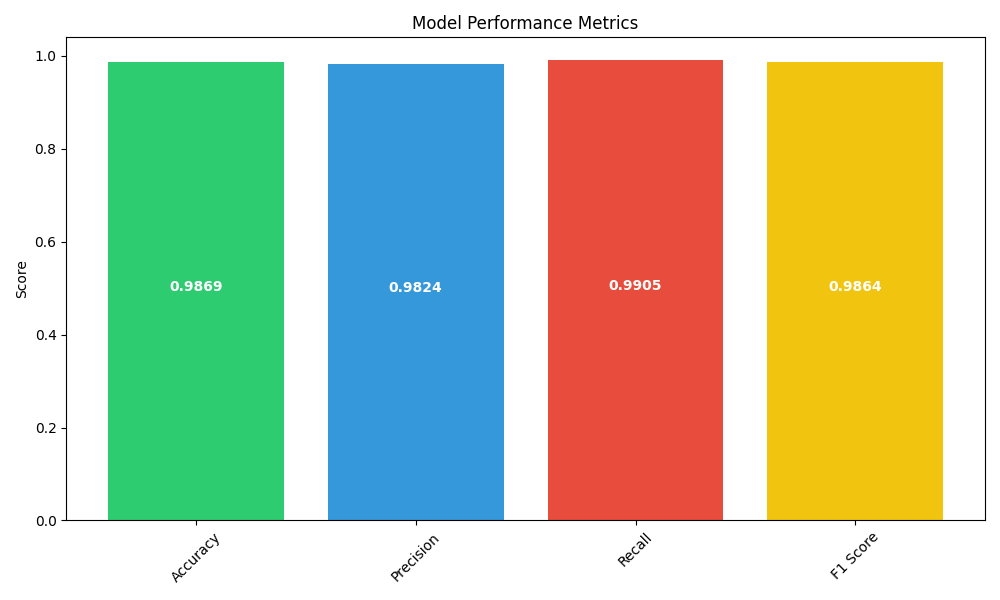 Model Performance Metrics
Score
1.0
0.8
0.6
0.4
0.2
0.0
0.9869
0.9824
0.9905
0.9864
Accuracy
Precision
Recall
F1 Score